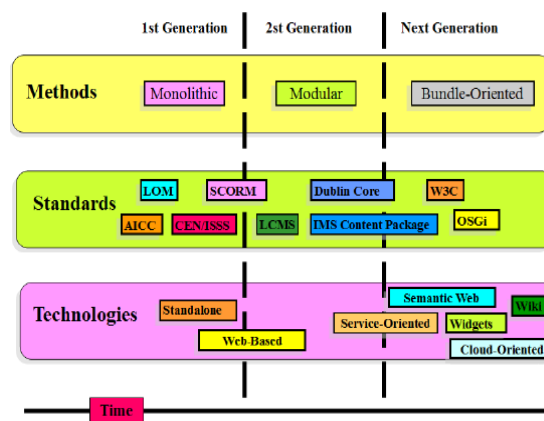 1st Generation 2st Generation Next Generation
Methods Monolithic Modular Bundle-Oriented
LOM SCORM Dublin Core W3C
Standards
AICC CEN/ISSS LCMS IMS Content Package OSGi
Semantic Web
Technologies Standalone Wiki
Service-Oriented Widgets
Web-Based
Cloud-Oriented
Time